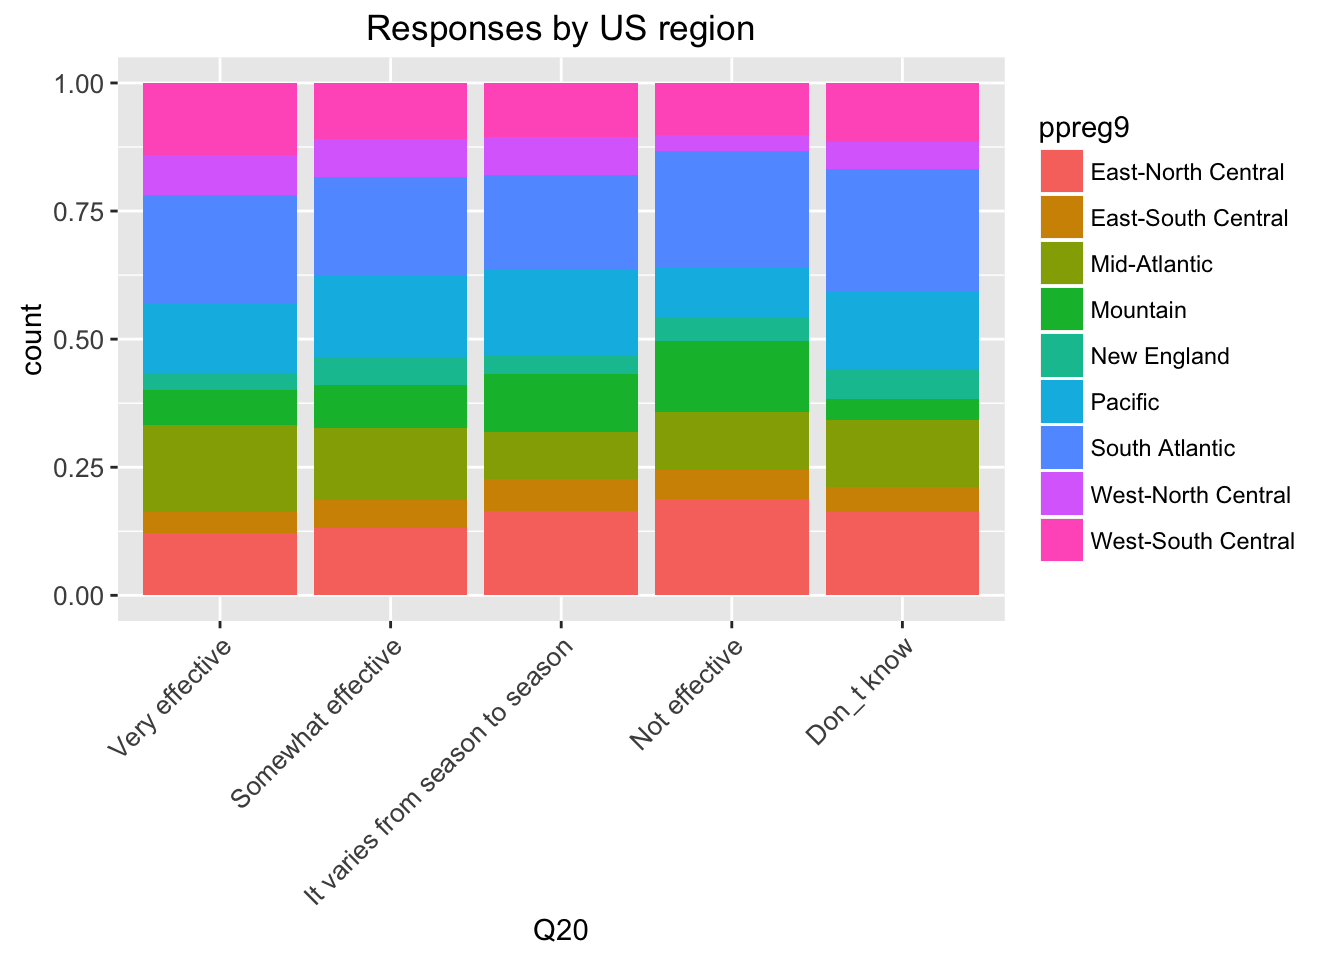 Responses by US region
count
1.00
0.75
0.50
0.25
0.00
Very effective
Somewhat effective
It varies from season to season
Not effective
Don_t know
Q20
ppreg9
East-North Central
East-South Central
Mid-Atlantic
Mountain
New England
Pacific
South Atlantic
West-North Central
West-South Central